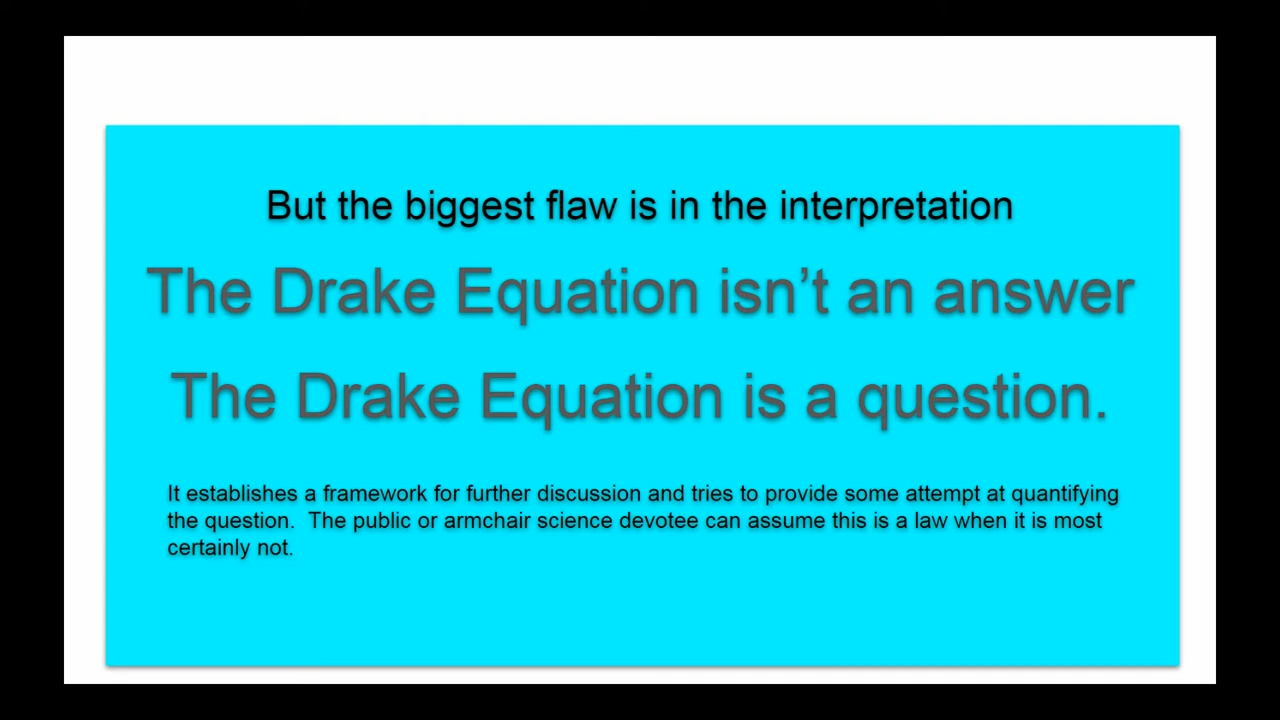 But the biggest flaw is in the interpretation
The Drake Equation isn’t an answer
The Drake Equation is a question.
It establishes a framework for further discussion and tries to provide some attempt at quantifying
the question.  The public or armchair science devotee can assume this is a law when it is most
certainly not.